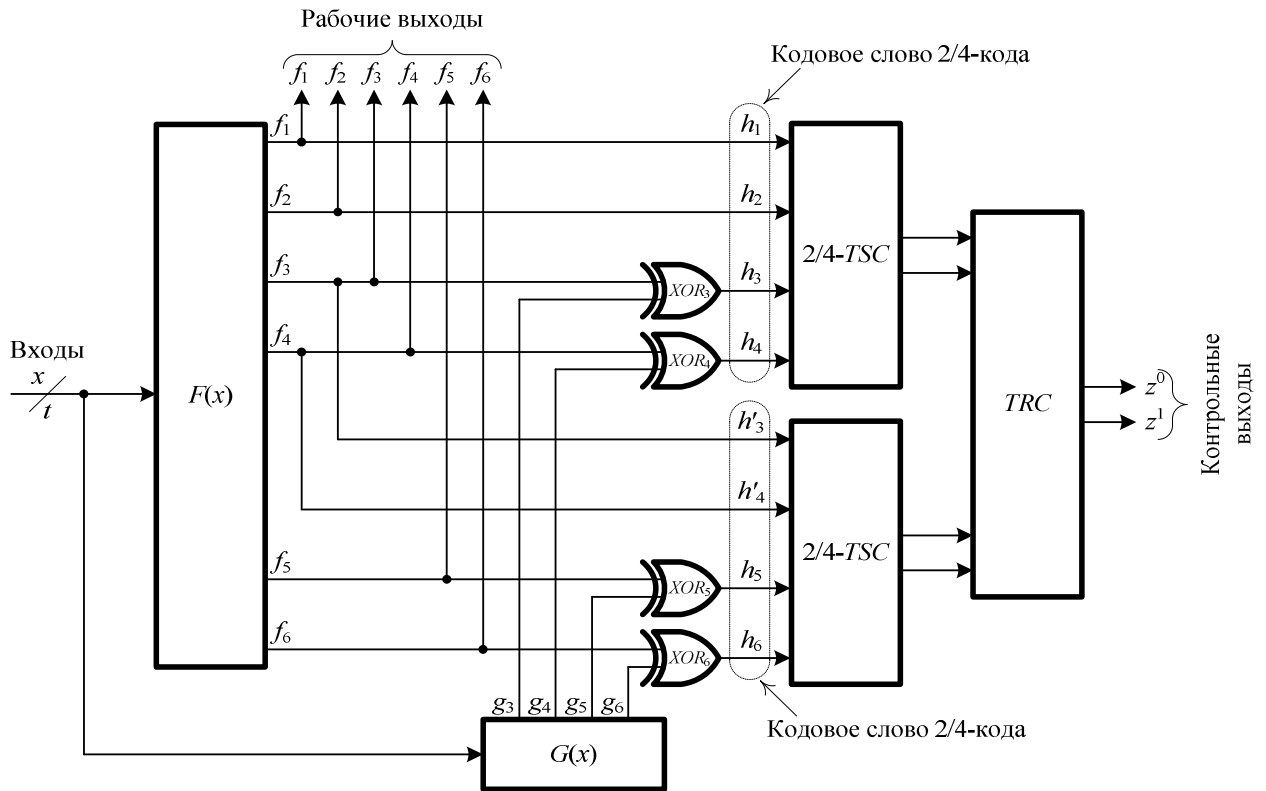 Рабочие выходы
f1 f2 f3 f4 f5 f6
Кодовое слово 2/4-кода
f1
h1
f2
h2
2/4-TSC
f3
XOR3
h3
f4
XOR4
h4
Входы
x
t
F(x)
TRC
z0
z1
Контрольные
выходы
h'3
h'4
2/4-TSC
f5
XOR5
h5
f6
XOR6
h6
g3 g4 g5 g6
Кодовое слово 2/4-кода
G(x)